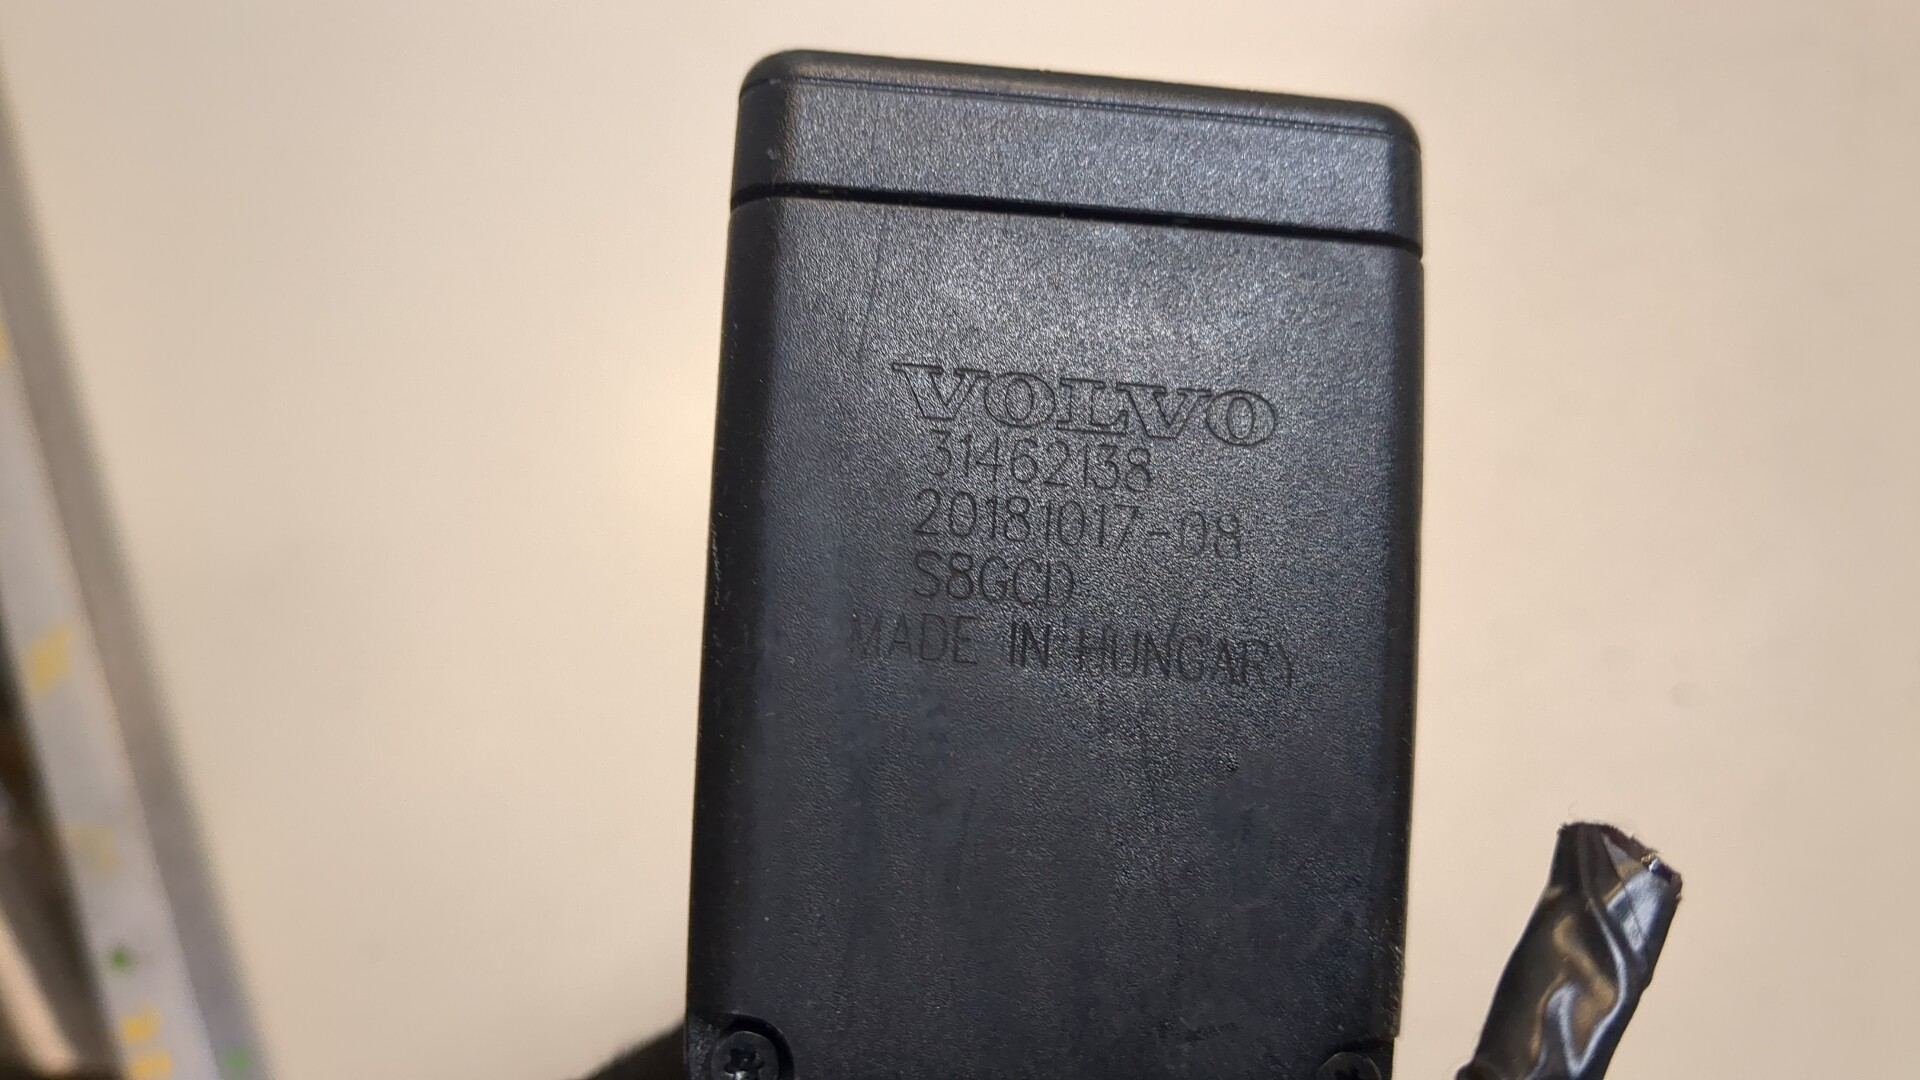 VOLVO
31462138
20181017-08
S8GCD
MADE IN HUNGARY